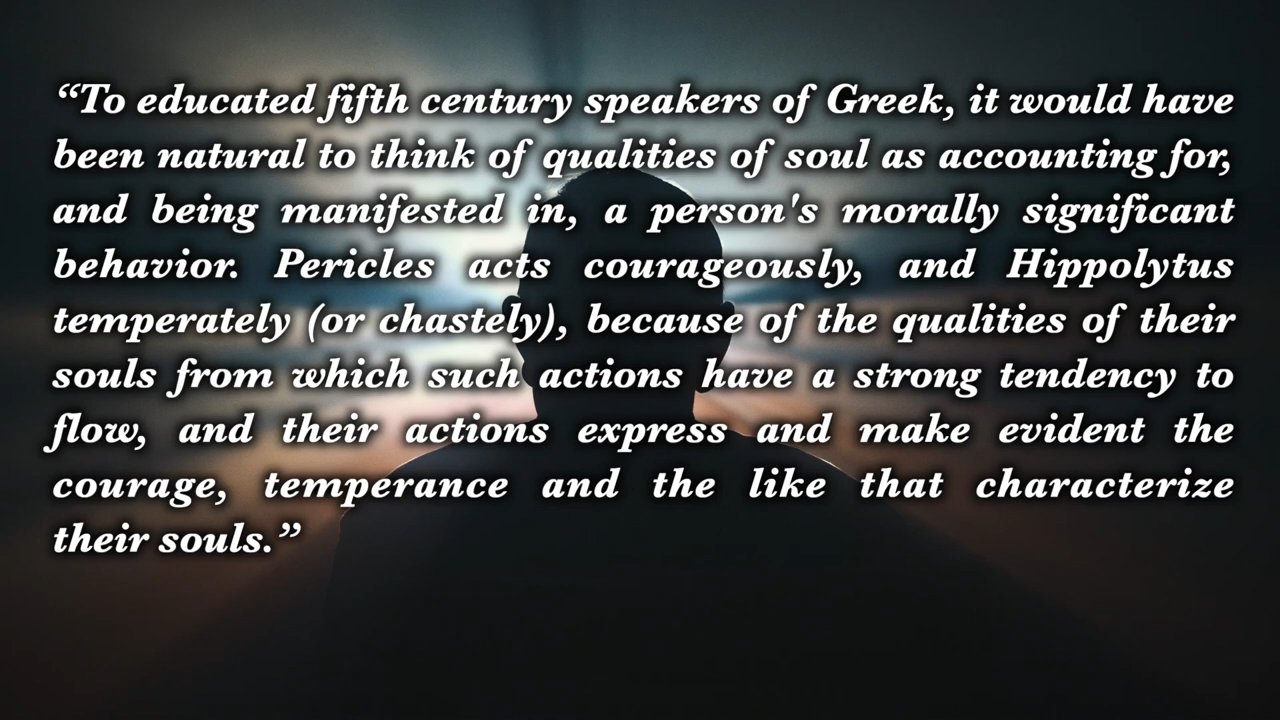 “To educated fifth century speakers of Greek, it would have
been natural to think of qualities of soul as accounting for,
and being manifested in, a person's morally significant
behavior. Pericles acts courageously, and Hippolytus
temperately (or chastely), because of the qualities of their
souls from which such actions have a strong tendency to
flow, and their actions express and make evident the
courage, temperance and the like that characterize
their souls.”